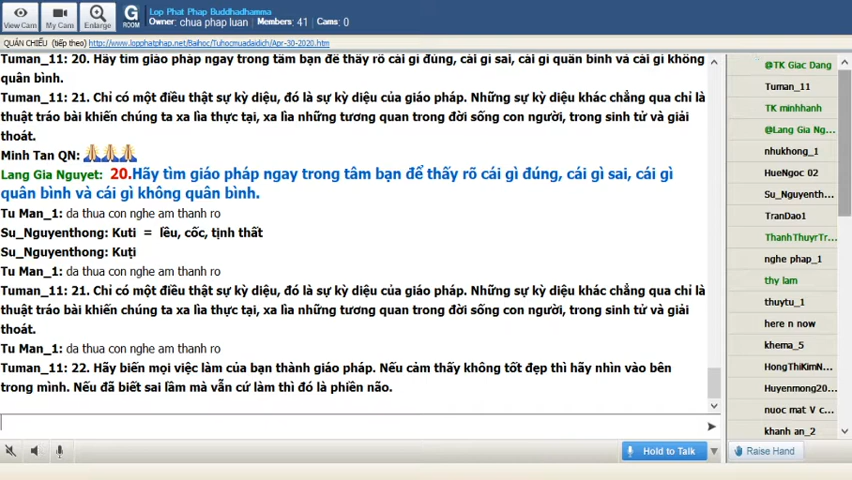 Lop Phat Phap Buddhadhamma
Owner: chua phap luan Members: 41 Cams: 0
View Cam
My Cam
Enlarge
G
ROOM
QUÁN CHIẾU (tiếp theo) http://www.lopphatphap.net/Baihoc/Tuhocmuadaidich/Apr-30-2020.htm
Tuman_11: 20. Hãy tìm giáo pháp ngay trong tâm bạn để thấy rõ cái gì đúng, cái gì sai, cái gì quân bình và cái gì không
quân bình.
Tuman_11: 21. Chỉ có một điều thật sự kỳ diệu, đó là sự kỳ diệu của giáo pháp. Những sự kỳ diệu khác chẳng qua chỉ là
thuật tráo bài khiến chúng ta xa lìa thực tại, xa lìa những tương quan trong đời sống con người, trong sinh tử và giải
thoát.
Minh Tan QN: 🙏🙏🙏
Lang Gia Nguyet: 20.Hãy tìm giáo pháp ngay trong tâm bạn để thấy rõ cái gì đúng, cái gì sai, cái gì
quân bình và cái gì không quân bình.
Tu Man_1: da thua con nghe am thanh ro
Su_Nguyenthong: Kuti = lều, cốc, tịnh thất
Su_Nguyenthong: Kuṭi
Tu Man_1: da thua con nghe am thanh ro
Tuman_11: 21. Chỉ có một điều thật sự kỳ diệu, đó là sự kỳ diệu của giáo pháp. Những sự kỳ diệu khác chẳng qua chỉ là
thuật tráo bài khiến chúng ta xa lìa thực tại, xa lìa những tương quan trong đời sống con người, trong sinh tử và giải
thoát.
Tu Man_1: da thua con nghe am thanh ro
Tuman_11: 22. Hãy biến mọi việc làm của bạn thành giáo pháp. Nếu cảm thấy không tốt đẹp thì hãy nhìn vào bên
trong mình. Nếu đã biết sai lầm mà vẫn cứ làm thì đó là phiền não.
@TK Giac Dang
Tuman_11
TK minhhanh
@Lang Gia Ng...
nhukhong_1
HueNgoc 02
Su_Nguyenth...
TranDao1
ThanhThuyrTr...
nghe phap_1
thy lam
thuytu_1
here n now
khema_5
HongThiKimN...
Huyenmong20...
nuoc mat V c...
khanh an_2
Hold to Talk
Raise Hand